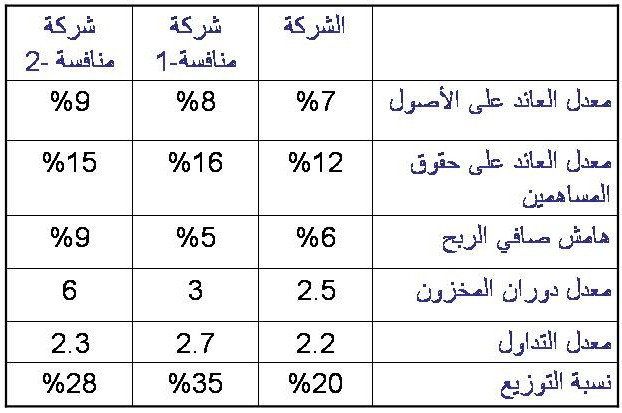 الشركة
شركة
منافسة-1
شركة
منافسة -2
معدل العائد على الأصول %7 %8 %9
معدل العائد على حقوق
المساهمين %12 %16 %15
هامش صافي الربح %6 %5 %9
معدل دوران المخزون 2.5 3 6
معدل التداول 2.2 2.7 2.3
نسبة التوزيع %20 %35 %28